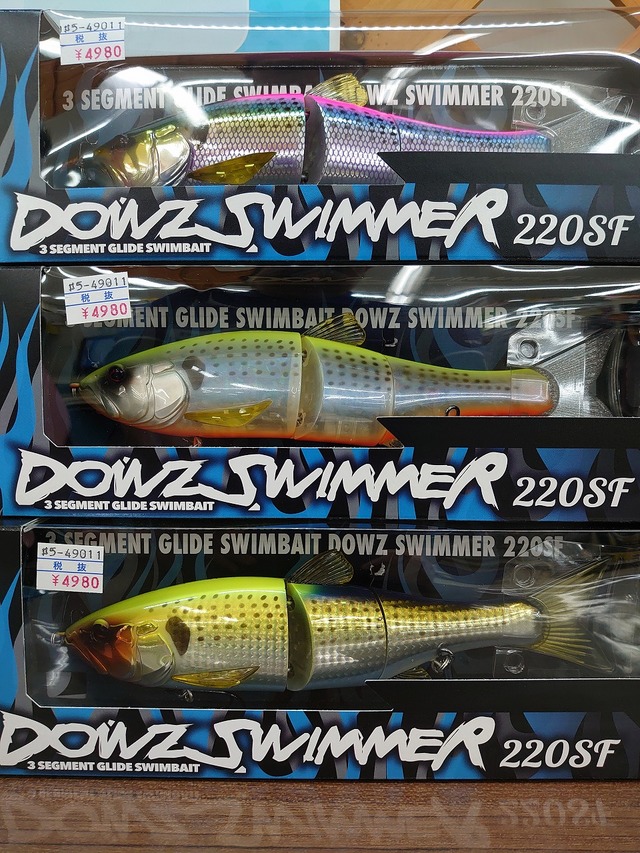 #5-49011
税抜
¥4980
3 SEGMENT GLIDE SWIMBAIT DOWZ SWIMMER 220SF
DOWZ SWIMMER 220SF
3 SEGMENT GLIDE SWIMBAIT
#5-49011
税抜
¥4980
SEGMENT GLIDE SWIMBAIT DOWZ SWIMMER 220SF
DOWZ SWIMMER 220SF
3 SEGMENT GLIDE SWIMBAIT
#5-49011
税抜
¥4980
3 SEGMENT GLIDE SWIMBAIT DOWZ SWIMMER 220SF
DOWZ SWIMMER 220SF
3 SEGMENT GLIDE SWIMBAIT